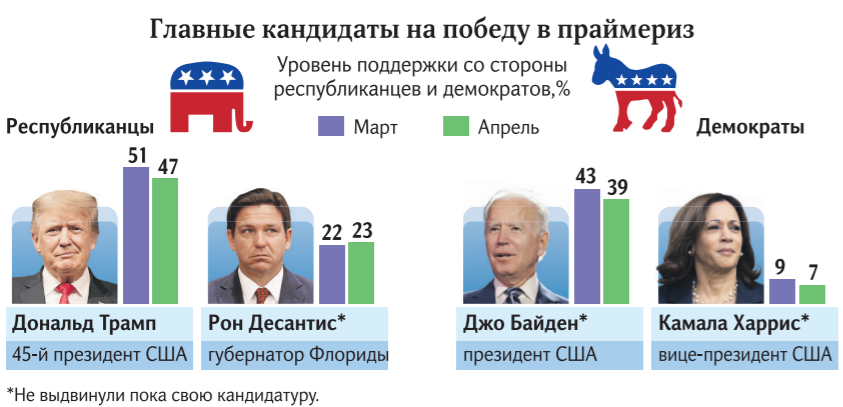 Главные кандидаты на победу в праймериз
Уровень поддержки со стороны
республиканцев и демократов,%
Республиканцы
Март
Апрель
Демократы
51
47
22
23
43
39
9
7
Дональд Трамп
45-й президент США
Рон Десантис*
губернатор Флориды
Джо Байден*
президент США
Камала Харрис*
вице-президент США
*Не выдвинули пока свою кандидатуру.